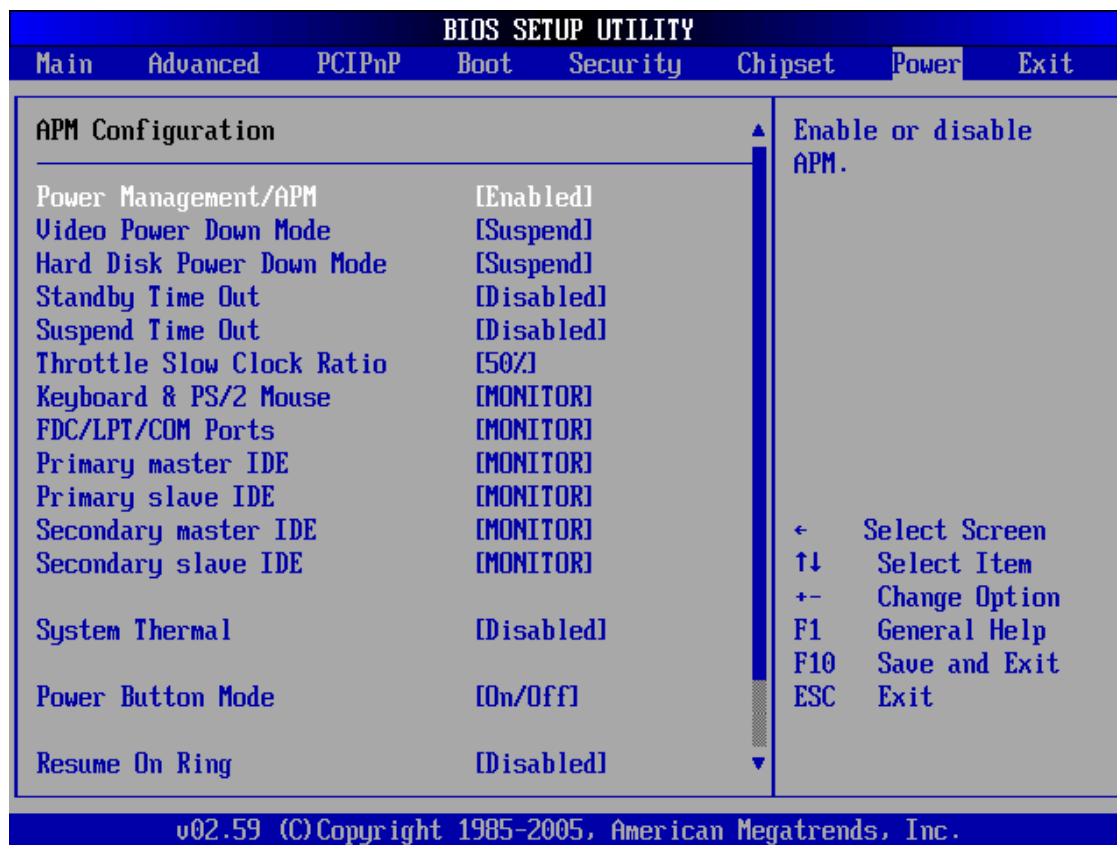 BIOS SETUP UTILITY
Main Advanced PCIPnP Boot Security Chipset Power Exit
APM Configuration
Power Management/APM [Enabled]
Video Power Down Mode [Suspend]
Hard Disk Power Down Mode [Suspend]
Standby Time Out [Disabled]
Suspend Time Out [Disabled]
Throttle Slow Clock Ratio [50%]
Keyboard & PS/2 Mouse [MONITOR]
FDC/LPT/COM Ports [MONITOR]
Primary master IDE [MONITOR]
Primary slave IDE [MONITOR]
Secondary master IDE [MONITOR]
Secondary slave IDE [MONITOR]
System Thermal [Disabled]
Power Button Mode [On/Off]
Resume On Ring [Disabled]
Enable or disable
APM.
← Select Screen
↑↓ Select Item
+- Change Option
F1 General Help
F10 Save and Exit
ESC Exit
v02.59 (C)Copyright 1985-2005, American Megatrends, Inc.